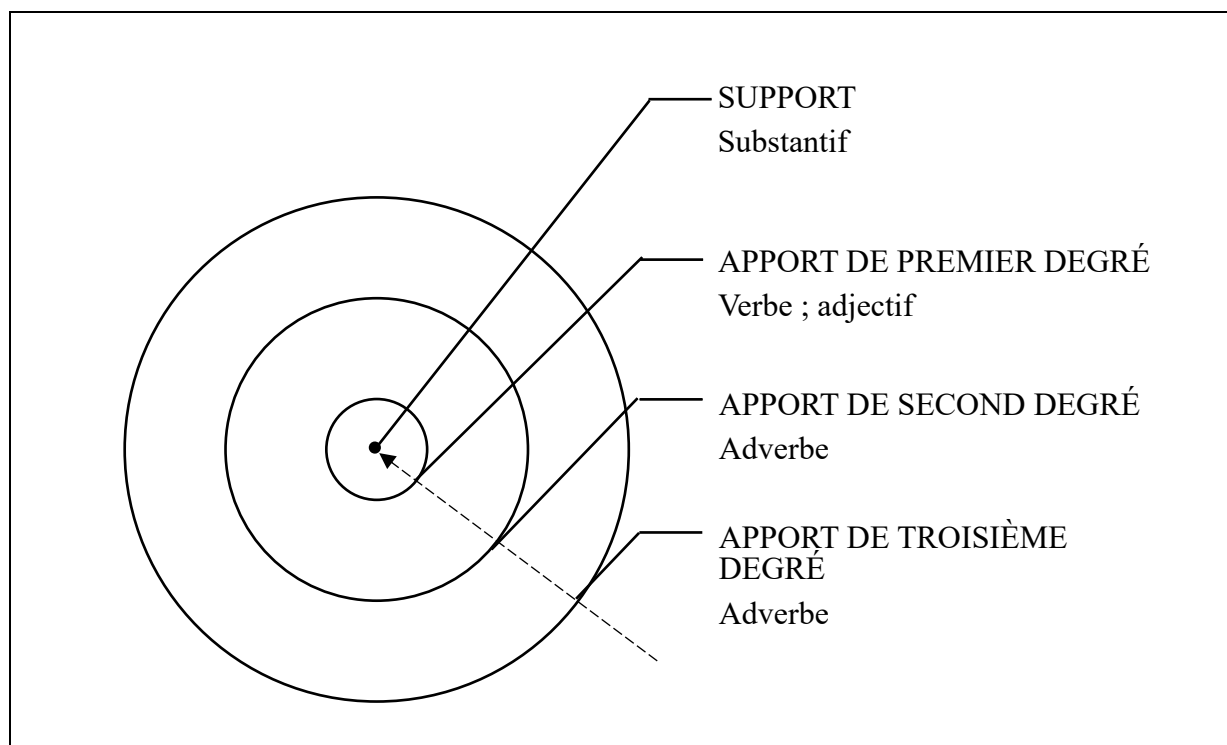 SUPPORT
Substantif
APPORT DE PREMIER DEGRÉ
Verbe ; adjectif
APPORT DE SECOND DEGRÉ
Adverbe
APPORT DE TROISIÈME
DEGRÉ
Adverbe